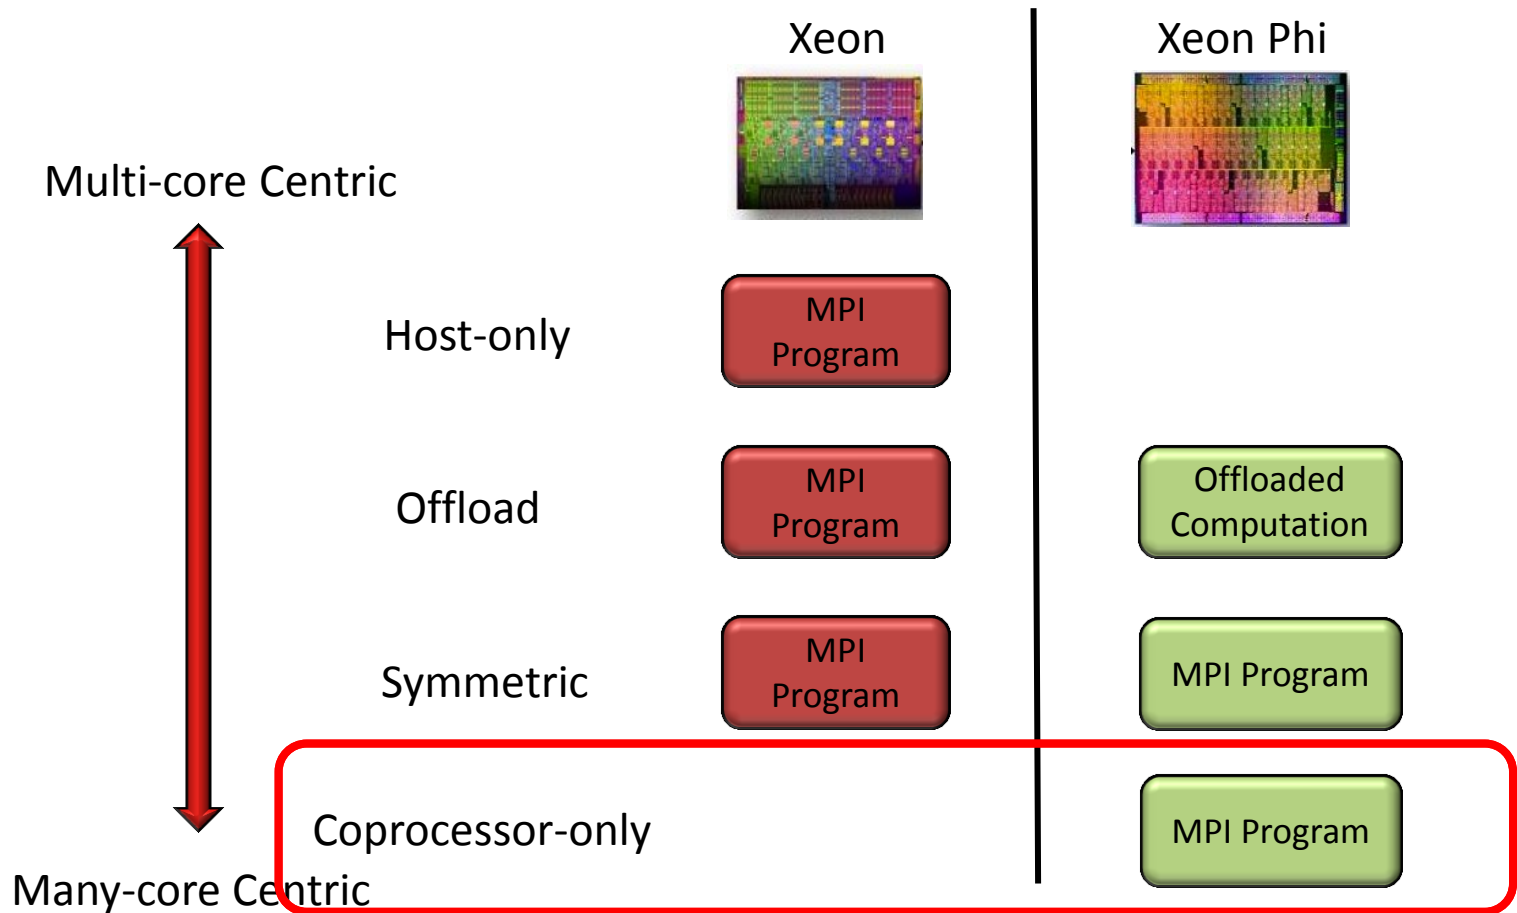 Xeon
Xeon Phi
Multi-core Centric
Host-only
MPI
Program
Offload
MPI
Program
Offloaded
Computation
Symmetric
MPI
Program
MPI Program
Coprocessor-only
MPI Program
Many-core Centric